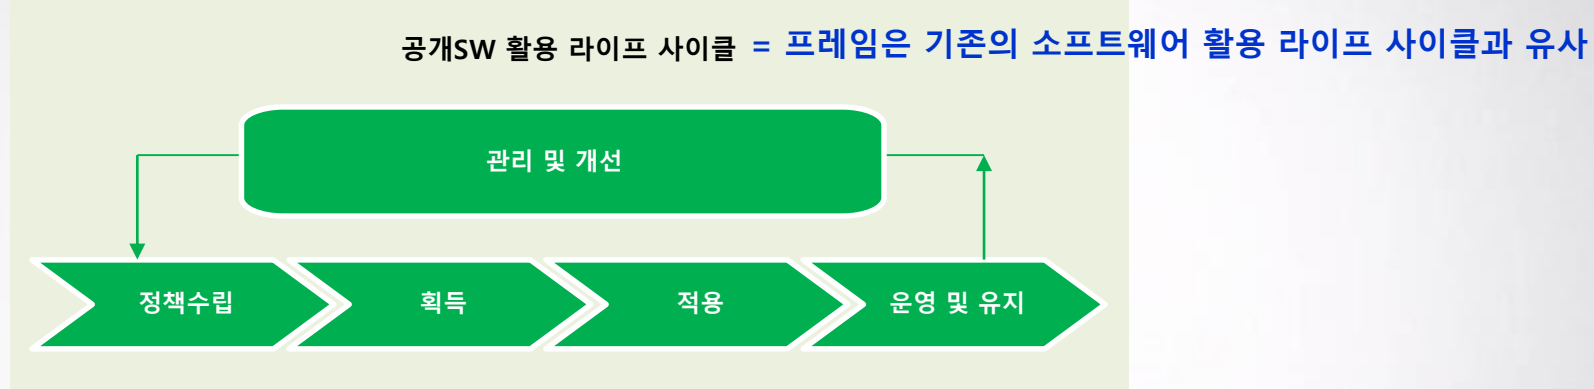 공개SW 활용 라이프 사이클 = 프레임은 기존의 소프트웨어 활용 라이프 사이클과 유사
관리 및 개선
정책수립 획득 적용 운영 및 유지